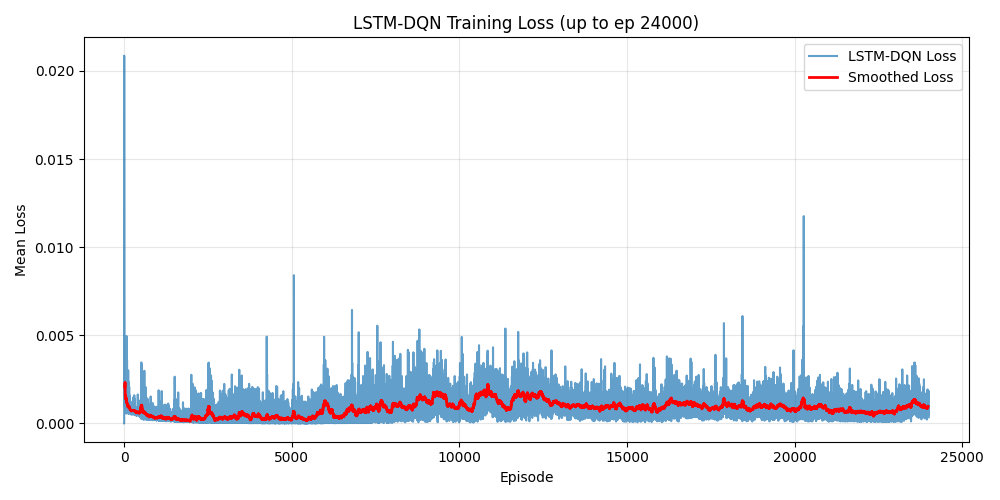 LSTM-DQN Training Loss (up to ep 24000)
LSTM-DQN Loss
Smoothed Loss
Mean Loss
0.020
0.015
0.010
0.005
0.000
0 5000 10000 15000 20000 25000
Episode